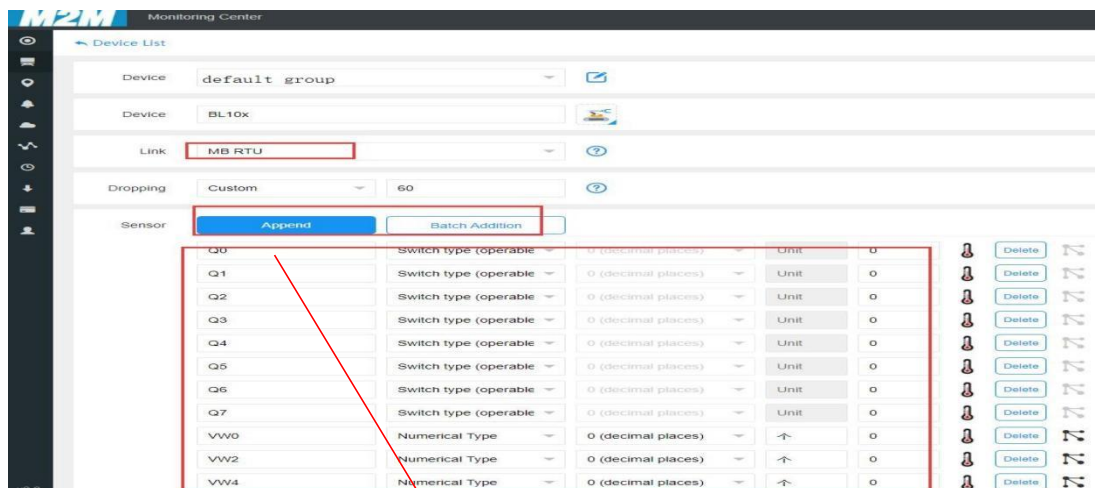 M2M Monitoring Center
Device List
Device default group
Device BL10x
Link MB RTU
Dropping Custom 60
Sensor Append Batch Addition
Q0 Switch type (operable 0 (decimal places) Unit 0 Delete
Q1 Switch type (operable 0 (decimal places) Unit 0 Delete
Q2 Switch type (operable 0 (decimal places) Unit 0 Delete
Q3 Switch type (operable 0 (decimal places) Unit 0 Delete
Q4 Switch type (operable 0 (decimal places) Unit 0 Delete
Q5 Switch type (operable 0 (decimal places) Unit 0 Delete
Q6 Switch type (operable 0 (decimal places) Unit 0 Delete
Q7 Switch type (operable 0 (decimal places) Unit 0 Delete
VW0 Numerical Type 0 (decimal places) 个 0 Delete
VW2 Numerical Type 0 (decimal places) 个 0 Delete
VW4 Numerical Type 0 (decimal places) 个 0 Delete